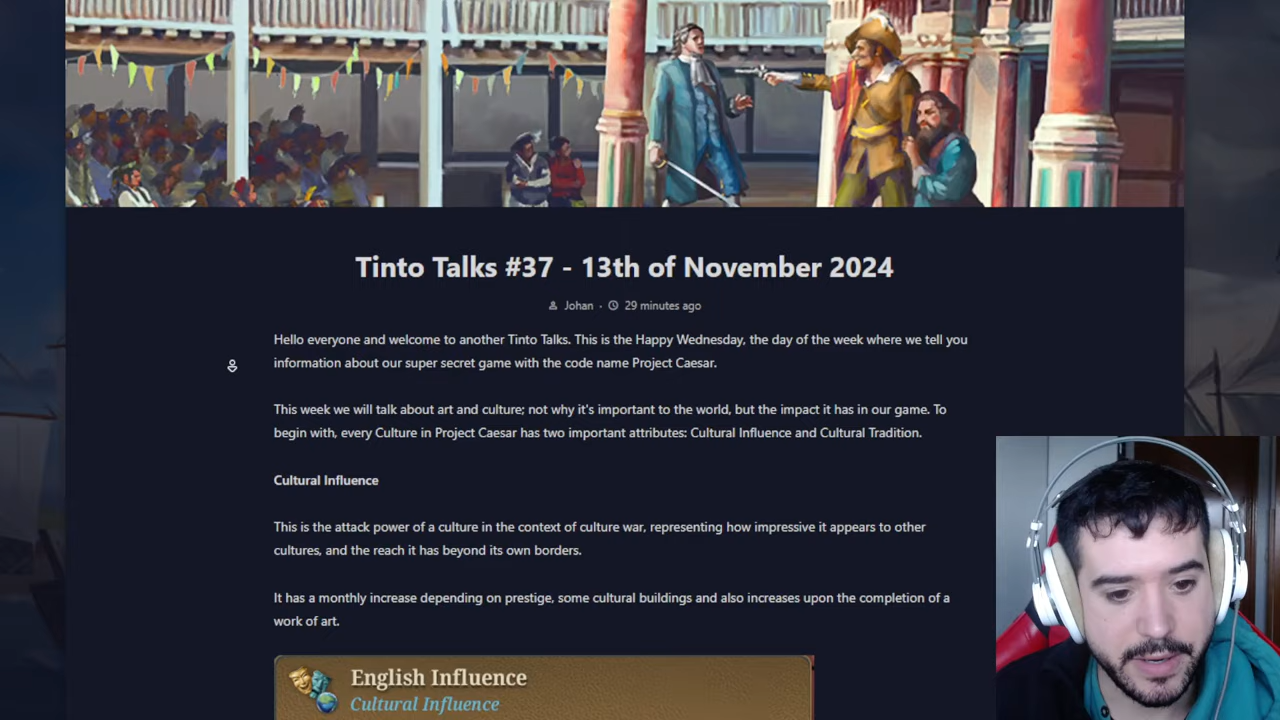 Tinto Talks #37 - 13th of November 2024
Johan · 29 minutes ago
Hello everyone and welcome to another Tinto Talks. This is the Happy Wednesday, the day of the week where we tell you
information about our super secret game with the code name Project Caesar.
This week we will talk about art and culture; not why it's important to the world, but the impact it has in our game. To
begin with, every Culture in Project Caesar has two important attributes: Cultural Influence and Cultural Tradition.
Cultural Influence
This is the attack power of a culture in the context of culture war, representing how impressive it appears to other
cultures, and the reach it has beyond its own borders.
It has a monthly increase depending on prestige, some cultural buildings and also increases upon the completion of a
work of art.
English Influence
Cultural Influence